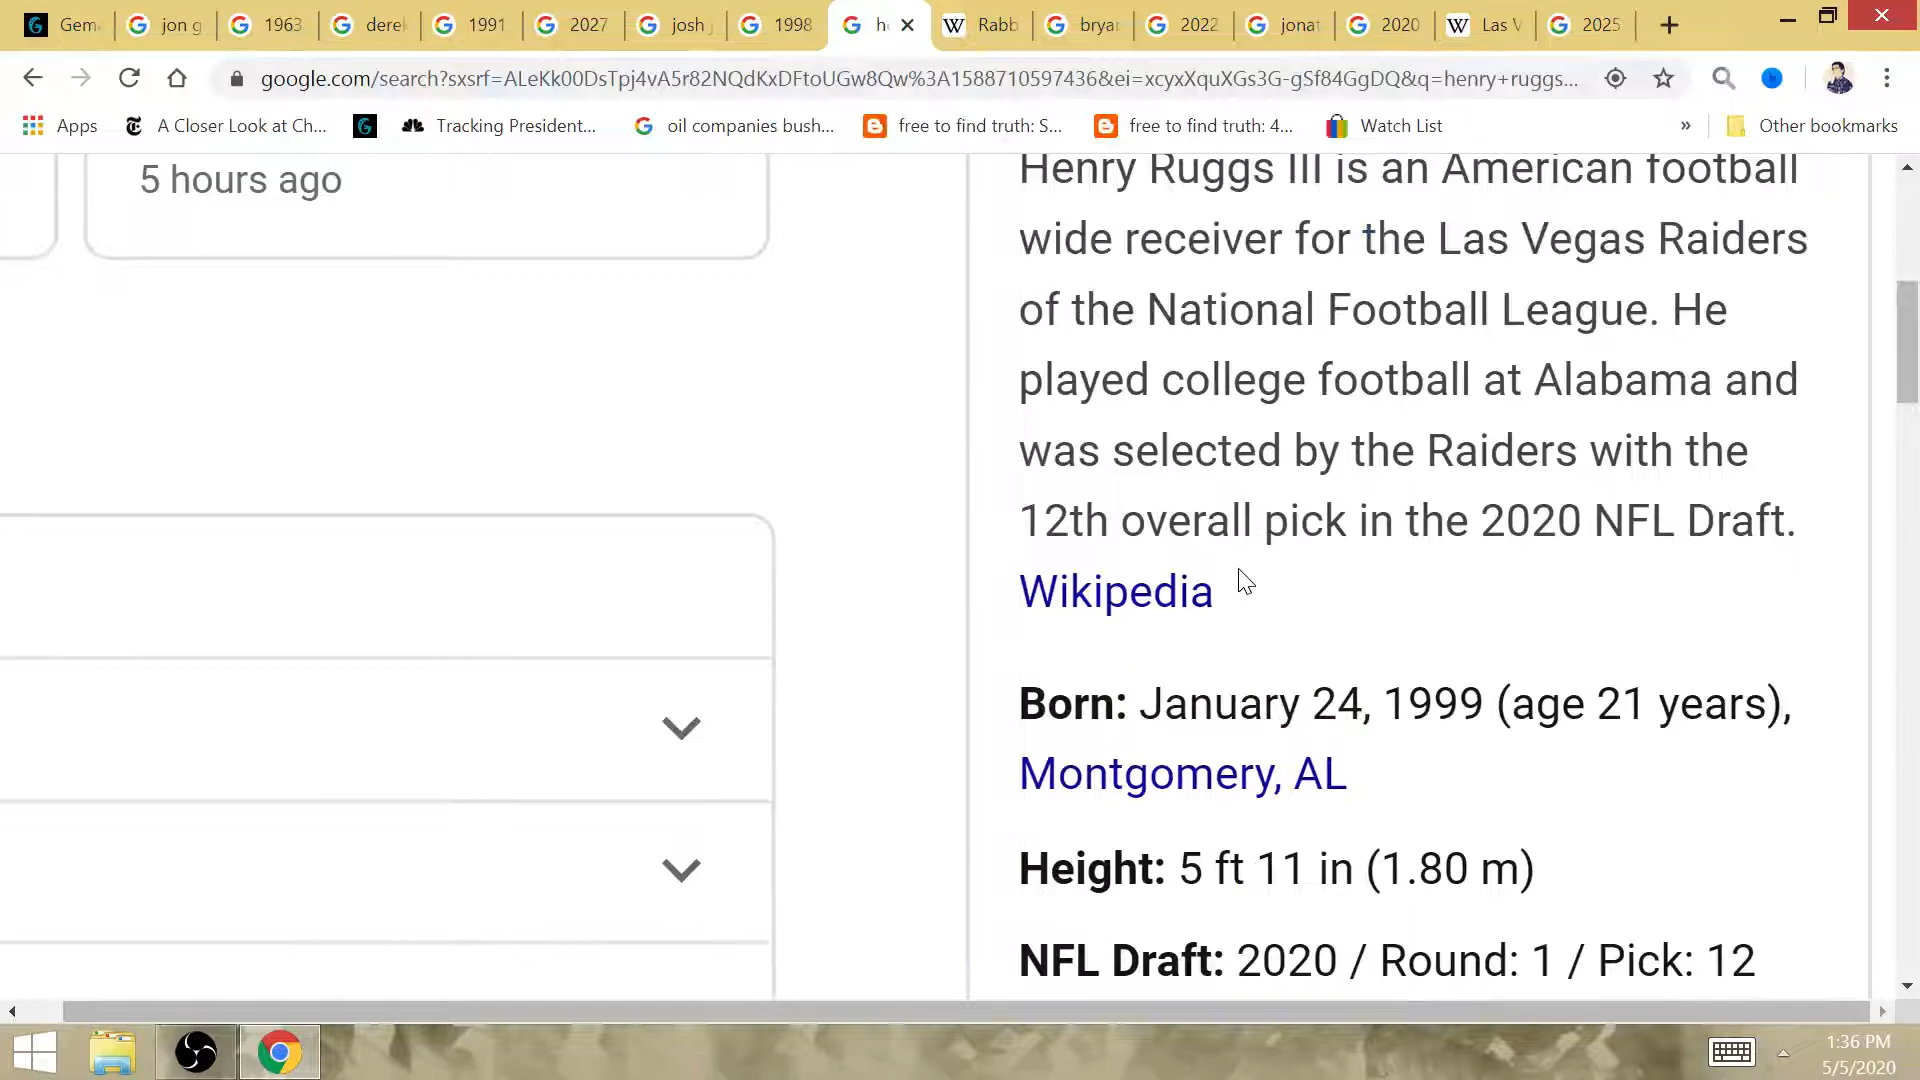 Gem
jon g
1963
derel
1991
2027
josh j
1998
h
Rabb
bryai
2022
jonat
2020
Las V
2025
google.com/search?sxsrf=ALeKk00DsTpj4vA5r82NQdKxDFtoUGw8Qw%3A1588710597436&ei=xcyxXquXGs3G-gSf84GgDQ&q=henry+ruggs...
Apps
A Closer Look at Ch...
Tracking President...
oil companies bush...
free to find truth: S...
free to find truth: 4...
Watch List
»
Other bookmarks
5 hours ago
Henry Ruggs III is an American football
wide receiver for the Las Vegas Raiders
of the National Football League. He
played college football at Alabama and
was selected by the Raiders with the
12th overall pick in the 2020 NFL Draft.
Wikipedia
Born: January 24, 1999 (age 21 years),
Montgomery, AL
Height: 5 ft 11 in (1.80 m)
NFL Draft: 2020 / Round: 1 / Pick: 12
1:36 PM
5/5/2020